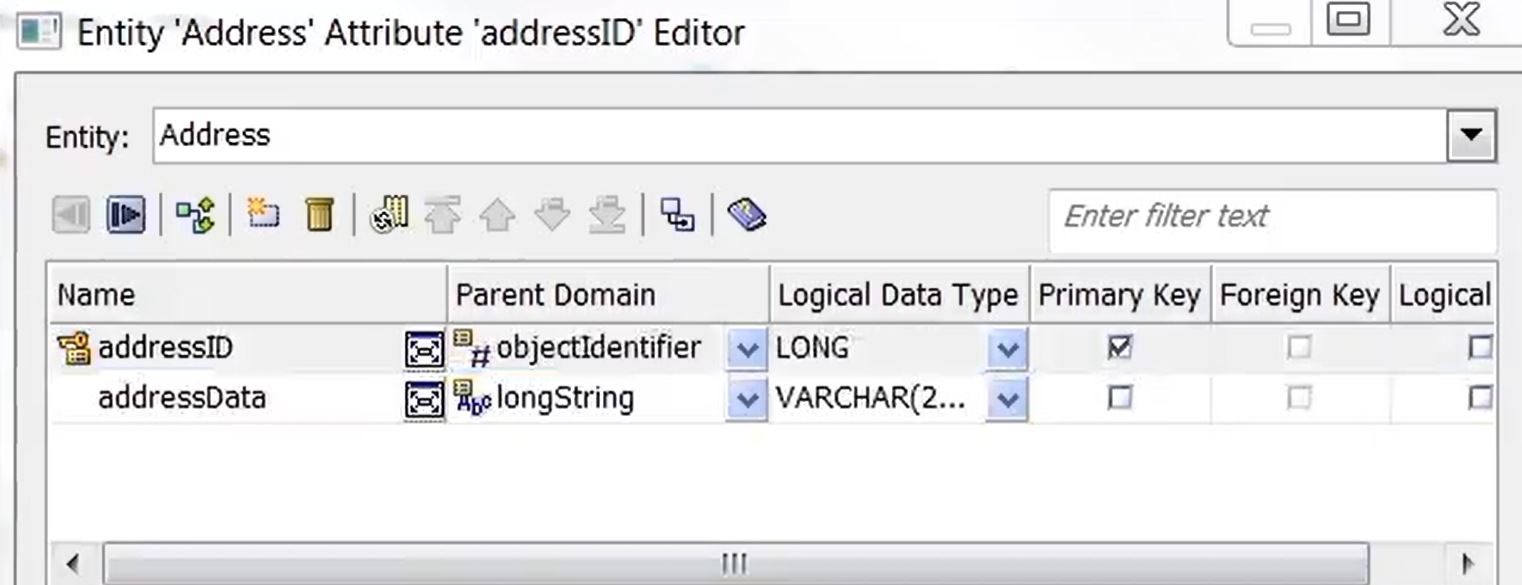 Entity 'Address' Attribute 'addressID' Editor
Entity: Address
Enter filter text
Name Parent Domain Logical Data Type Primary Key Foreign Key Logical
addressID # objectIdentifier LONG
addressData Abc longString VARCHAR(2...